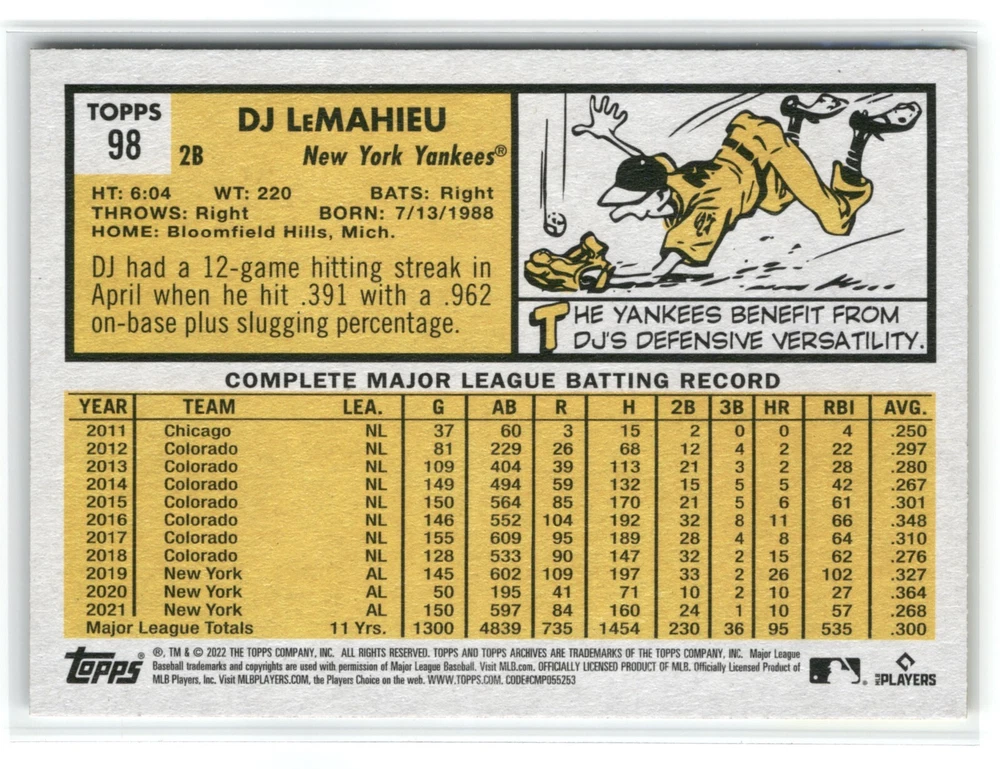 TOPPS
98
DJ LEMAHIEU
2B New York Yankees®
HT: 6:04 WT: 220 BATS: Right
THROWS: Right BORN: 7/13/1988
HOME: Bloomfield Hills, Mich.
DJ had a 12-game hitting streak in
April when he hit .391 with a .962
on-base plus slugging percentage.
THE YANKEES BENEFIT FROM
DJ'S DEFENSIVE VERSATILITY.
COMPLETE MAJOR LEAGUE BATTING RECORD
YEAR TEAM LEA. G AB R H 2B 3B HR RBI AVG.
2011 Chicago NL 37 60 3 15 2 0 0 4 .250
2012 Colorado NL 81 229 26 68 12 4 2 22 .297
2013 Colorado NL 109 404 39 113 21 3 2 28 .280
2014 Colorado NL 149 494 59 132 15 5 5 42 .267
2015 Colorado NL 150 564 85 170 21 5 6 61 .301
2016 Colorado NL 146 552 104 192 32 8 11 66 .348
2017 Colorado NL 155 609 95 189 28 4 8 64 .310
2018 Colorado NL 128 533 90 147 32 2 15 62 .276
2019 New York AL 145 602 109 197 33 2 26 102 .327
2020 New York AL 50 195 41 71 10 2 10 27 .364
2021 New York AL 150 597 84 160 24 1 10 57 .268
Major League Totals 11 Yrs. 1300 4839 735 1454 230 36 95 535 .300
topps® ®, TM & © 2022 THE TOPPS COMPANY, INC. ALL RIGHTS RESERVED. TOPPS AND TOPPS ARCHIVES ARE TRADEMARKS OF THE TOPPS COMPANY, INC. Major League
Baseball trademarks and copyrights are used with permission of Major League Baseball. Visit MLB.com. OFFICIALLY LICENSED PRODUCT OF MLB. Officially Licensed Product of
MLB Players, Inc. Visit MLBPLAYERS.COM, the Players Choice on the web. WWW.TOPPS.COM. CODE#CMP055253
MLB PLAYERS